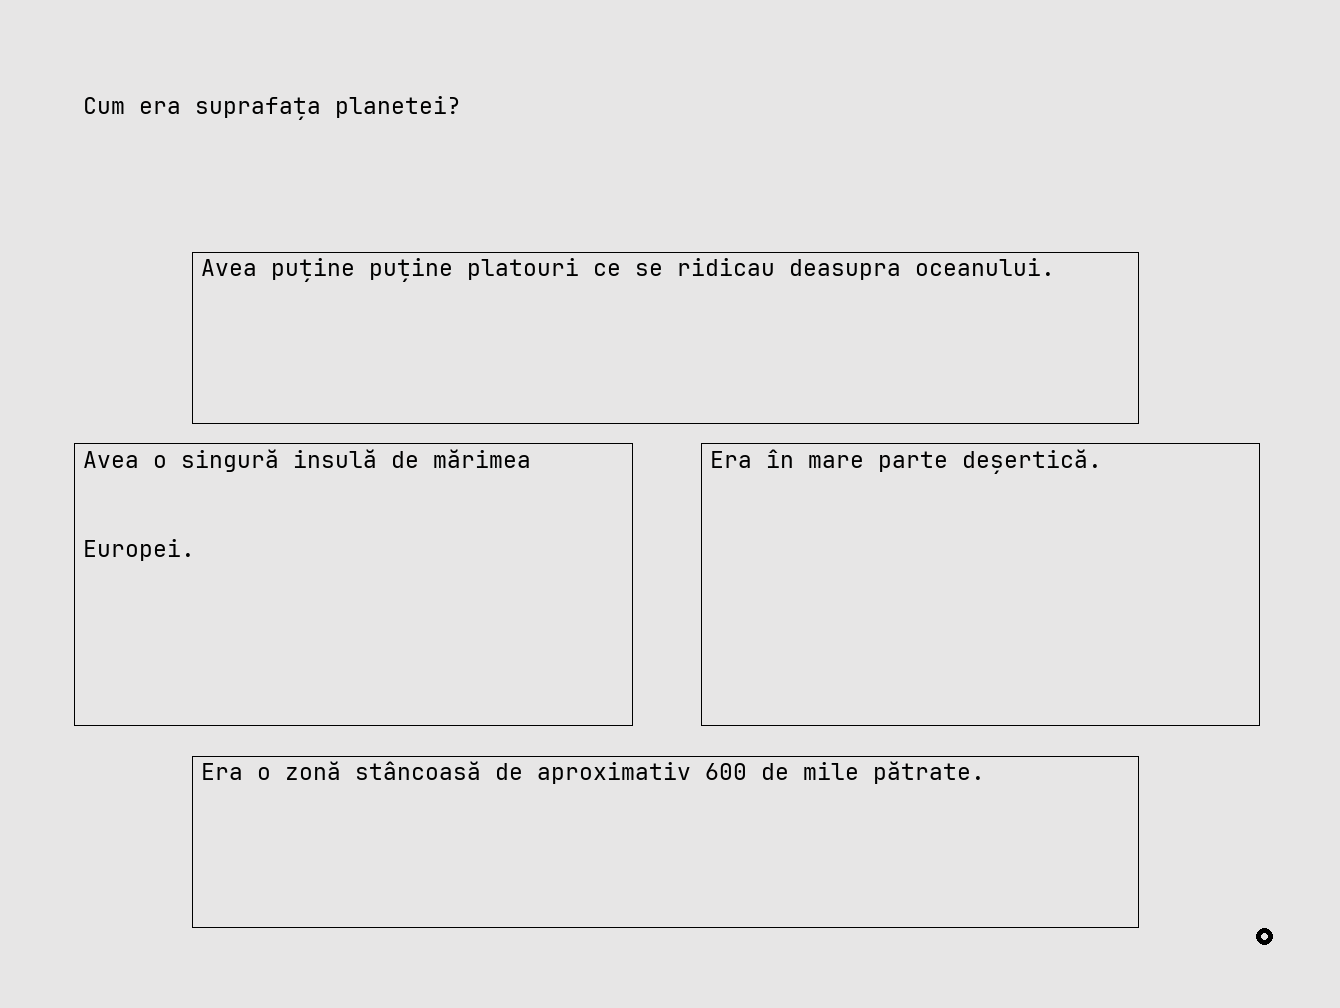 Cum era suprafața planetei?
Avea puține puține platouri ce se ridicau deasupra oceanului.
Avea o singură insulă de mărimea
Europei.
Era în mare parte deșertică.
Era o zonă stâncoasă de aproximativ 600 de mile pătrate.